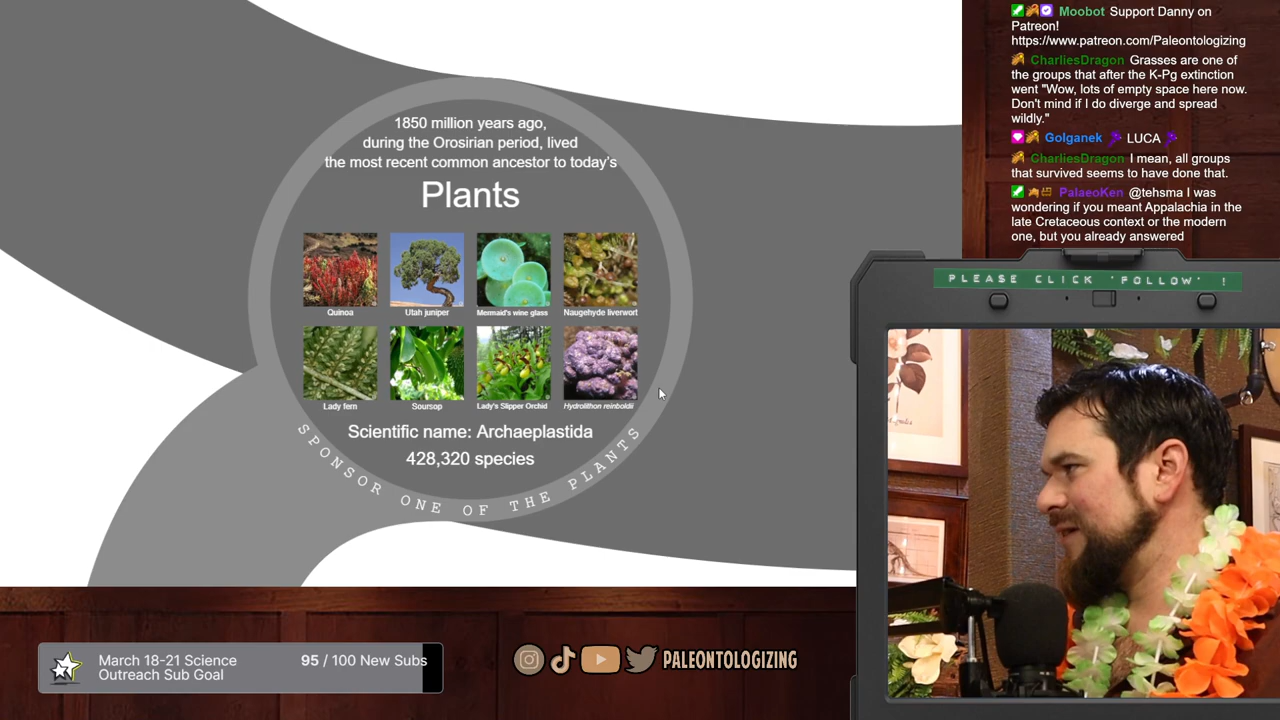 1850 million years ago,
during the Orosirian period, lived
the most recent common ancestor to today's
Plants
Quinoa
Utah juniper
Mermaid's wine glass
Naugehyde liverwort
Lady fern
Soursop
Lady's Slipper Orchid
Hydrolithon reinboldii
Scientific name: Archaeplastida
428,320 species
SPONSOR ONE OF THE PLANTS
Moobot Support Danny on
Patreon!
https://www.patreon.com/Paleontologizing
CharliesDragon Grasses are one of
the groups that after the K-Pg extinction
went "Wow, lots of empty space here now.
Don't mind if I do diverge and spread
wildly."
Golganek LUCA
CharliesDragon I mean, all groups
that survived seems to have done that.
PalaeoKen @tehsma I was
wondering if you meant Appalachia in the
late Cretaceous context or the modern
one, but you already answered
PLEASE CLICK 'FOLLOW' !
March 18-21 Science
Outreach Sub Goal
95 / 100 New Subs
PALEONTOLOGIZING